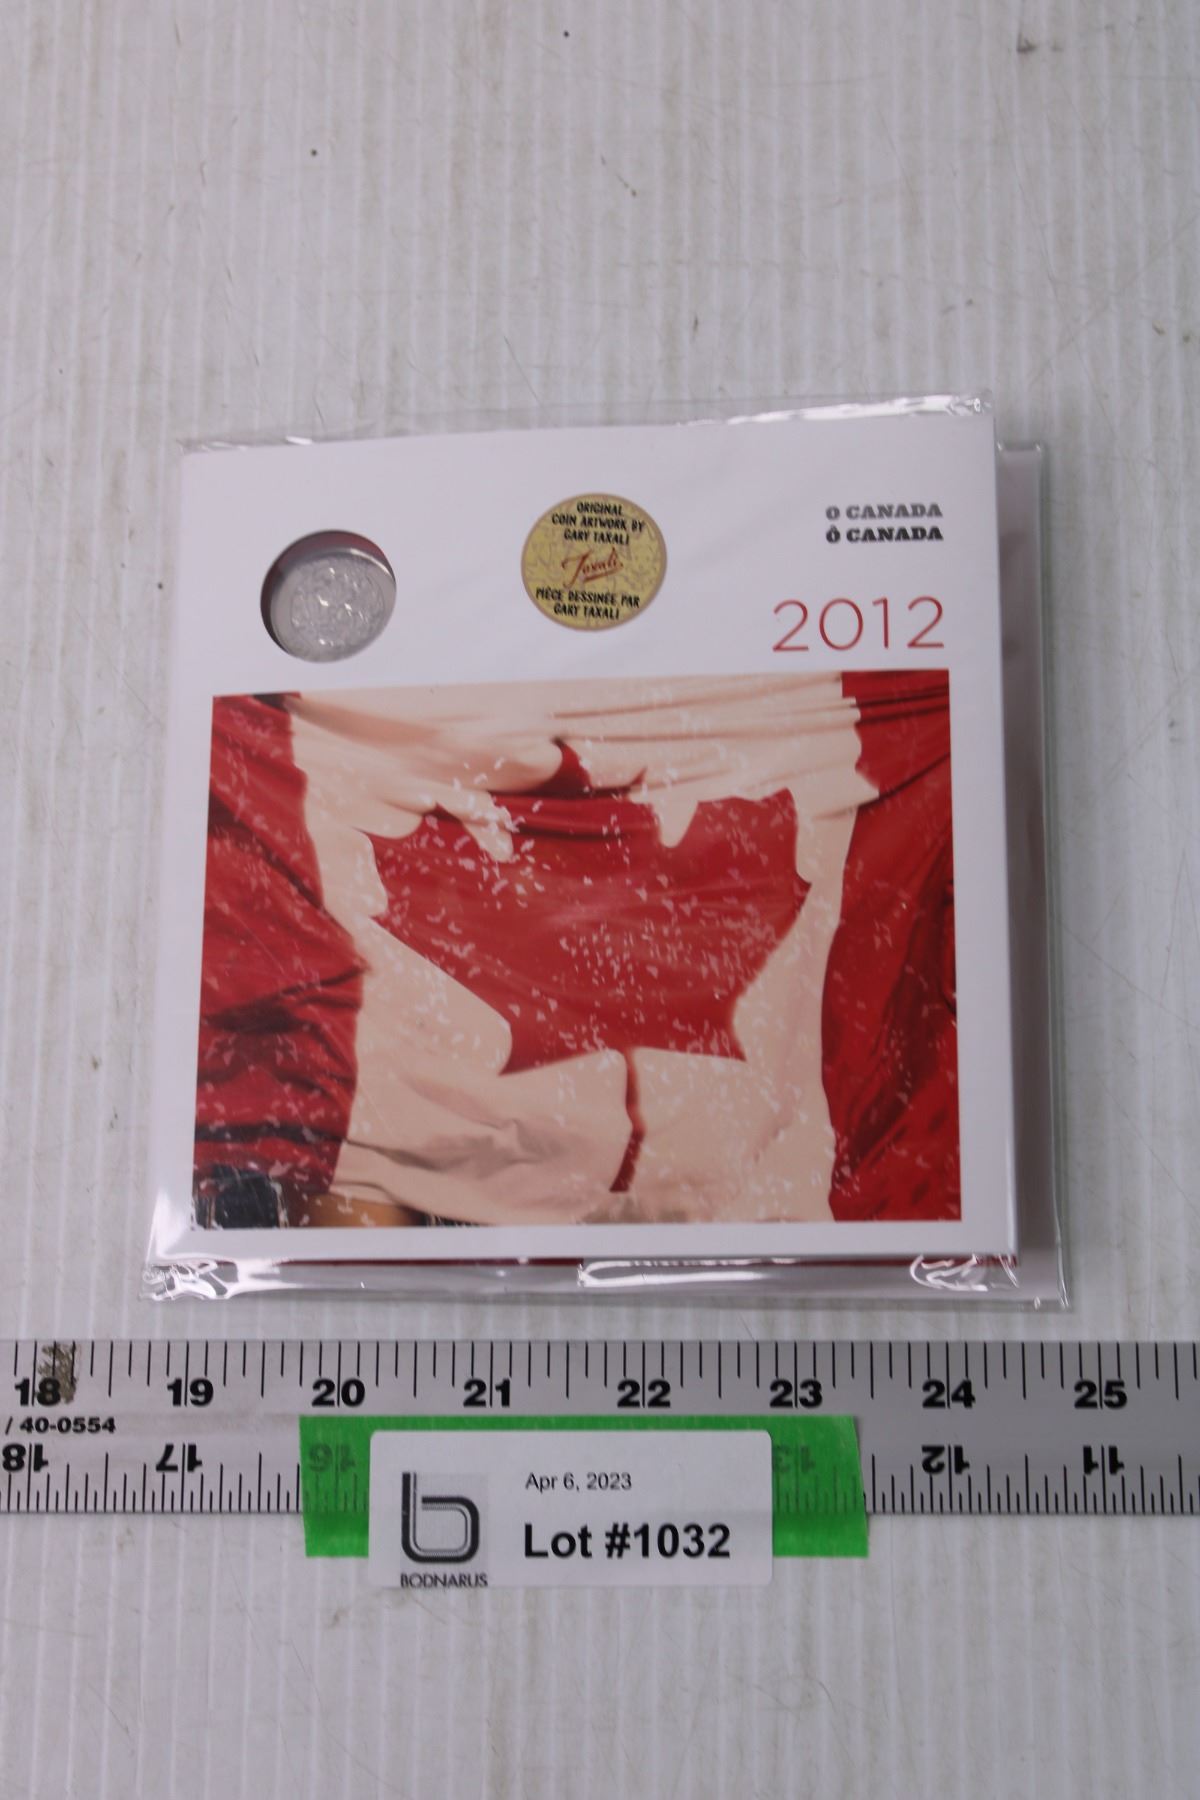 ORIGINAL
COIN ARTWORK BY
GARY TAXALI
Taxali
PIÈCE DESSINÉE PAR
GARY TAXALI
O CANADA
Ô CANADA
2012
18 19 20 21 22 23 24 25
/ 40-0554
18 17 16 13 12 11
Apr 6, 2023
Lot #1032
BODNARUS